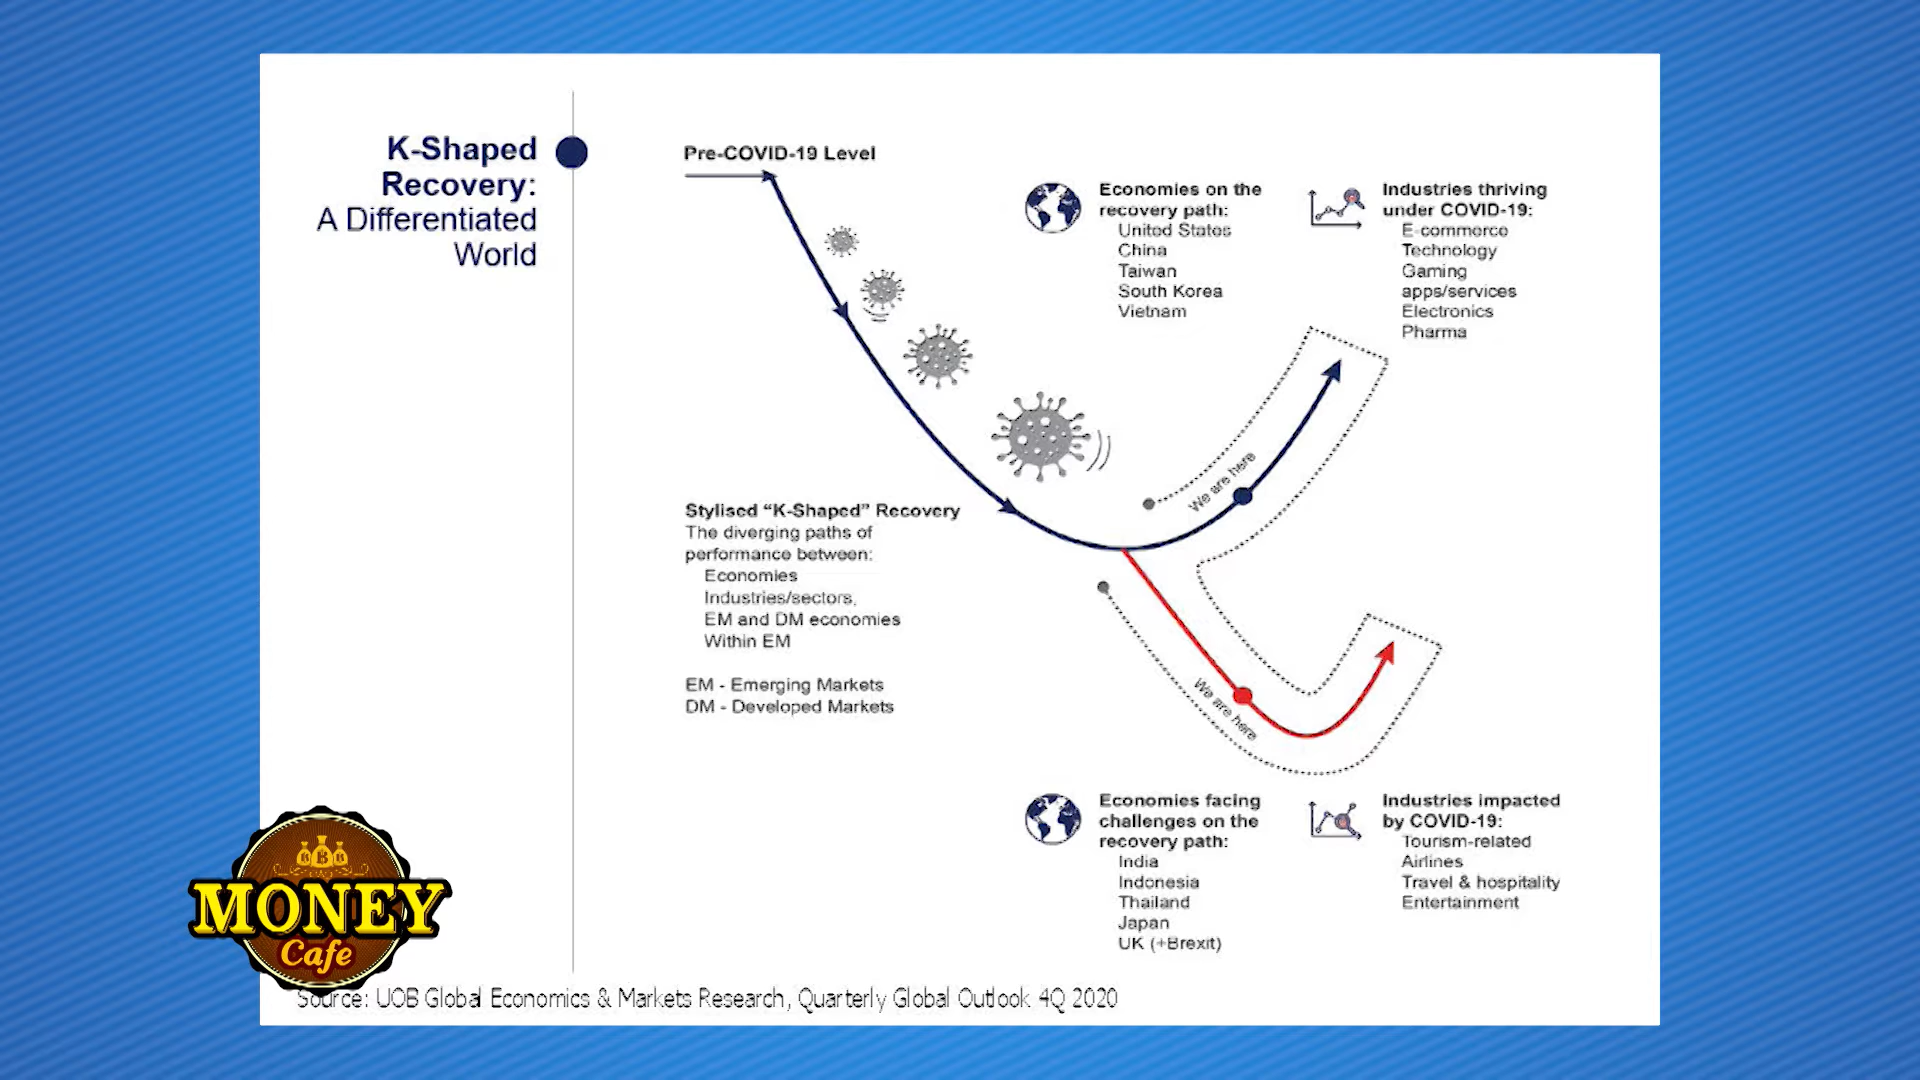 K-Shaped
Recovery:
A Differentiated
World
Pre-COVID-19 Level
Economies on the
recovery path:
United States
China
Taiwan
South Korea
Vietnam
Industries thriving
under COVID-19:
E-commerce
Technology
Gaming
apps/services
Electronics
Pharma
We are here
Stylised “K-Shaped” Recovery
The diverging paths of
performance between:
Economies
Industries/sectors,
EM and DM economies
Within EM
EM - Emerging Markets
DM - Developed Markets
We are here
Economies facing
challenges on the
recovery path:
India
Indonesia
Thailand
Japan
UK (+Brexit)
Industries impacted
by COVID-19:
Tourism-related
Airlines
Travel & hospitality
Entertainment
MONEY
Cafe
Source: UOB Global Economics & Markets Research, Quarterly Global Outlook 4Q 2020